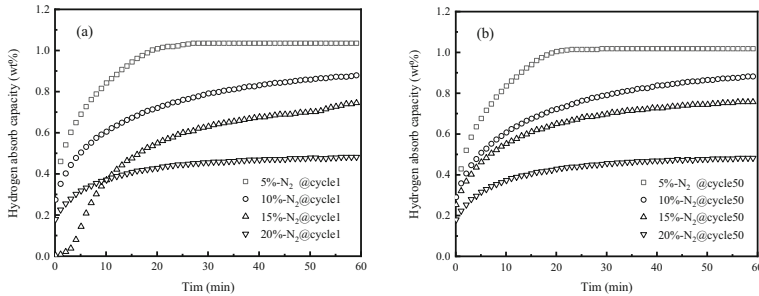 (a)
Hydrogen absorb capacity (wt%)
1.2
1.0
0.8
0.6
0.4
0.2
0.0
0
10
20
30
40
50
60
Tim (min)
5%-N₂ @cycle1
10%-N₂@cycle1
15%-N₂@cycle1
20%-N₂@cycle1
(b)
Hydrogen absorb capacity (wt%)
1.2
1.0
0.8
0.6
0.4
0.2
0.0
0
10
20
30
40
50
60
Tim (min)
5%-N₂ @cycle50
10%-N₂@cycle50
15%-N₂@cycle50
20%-N₂@cycle50